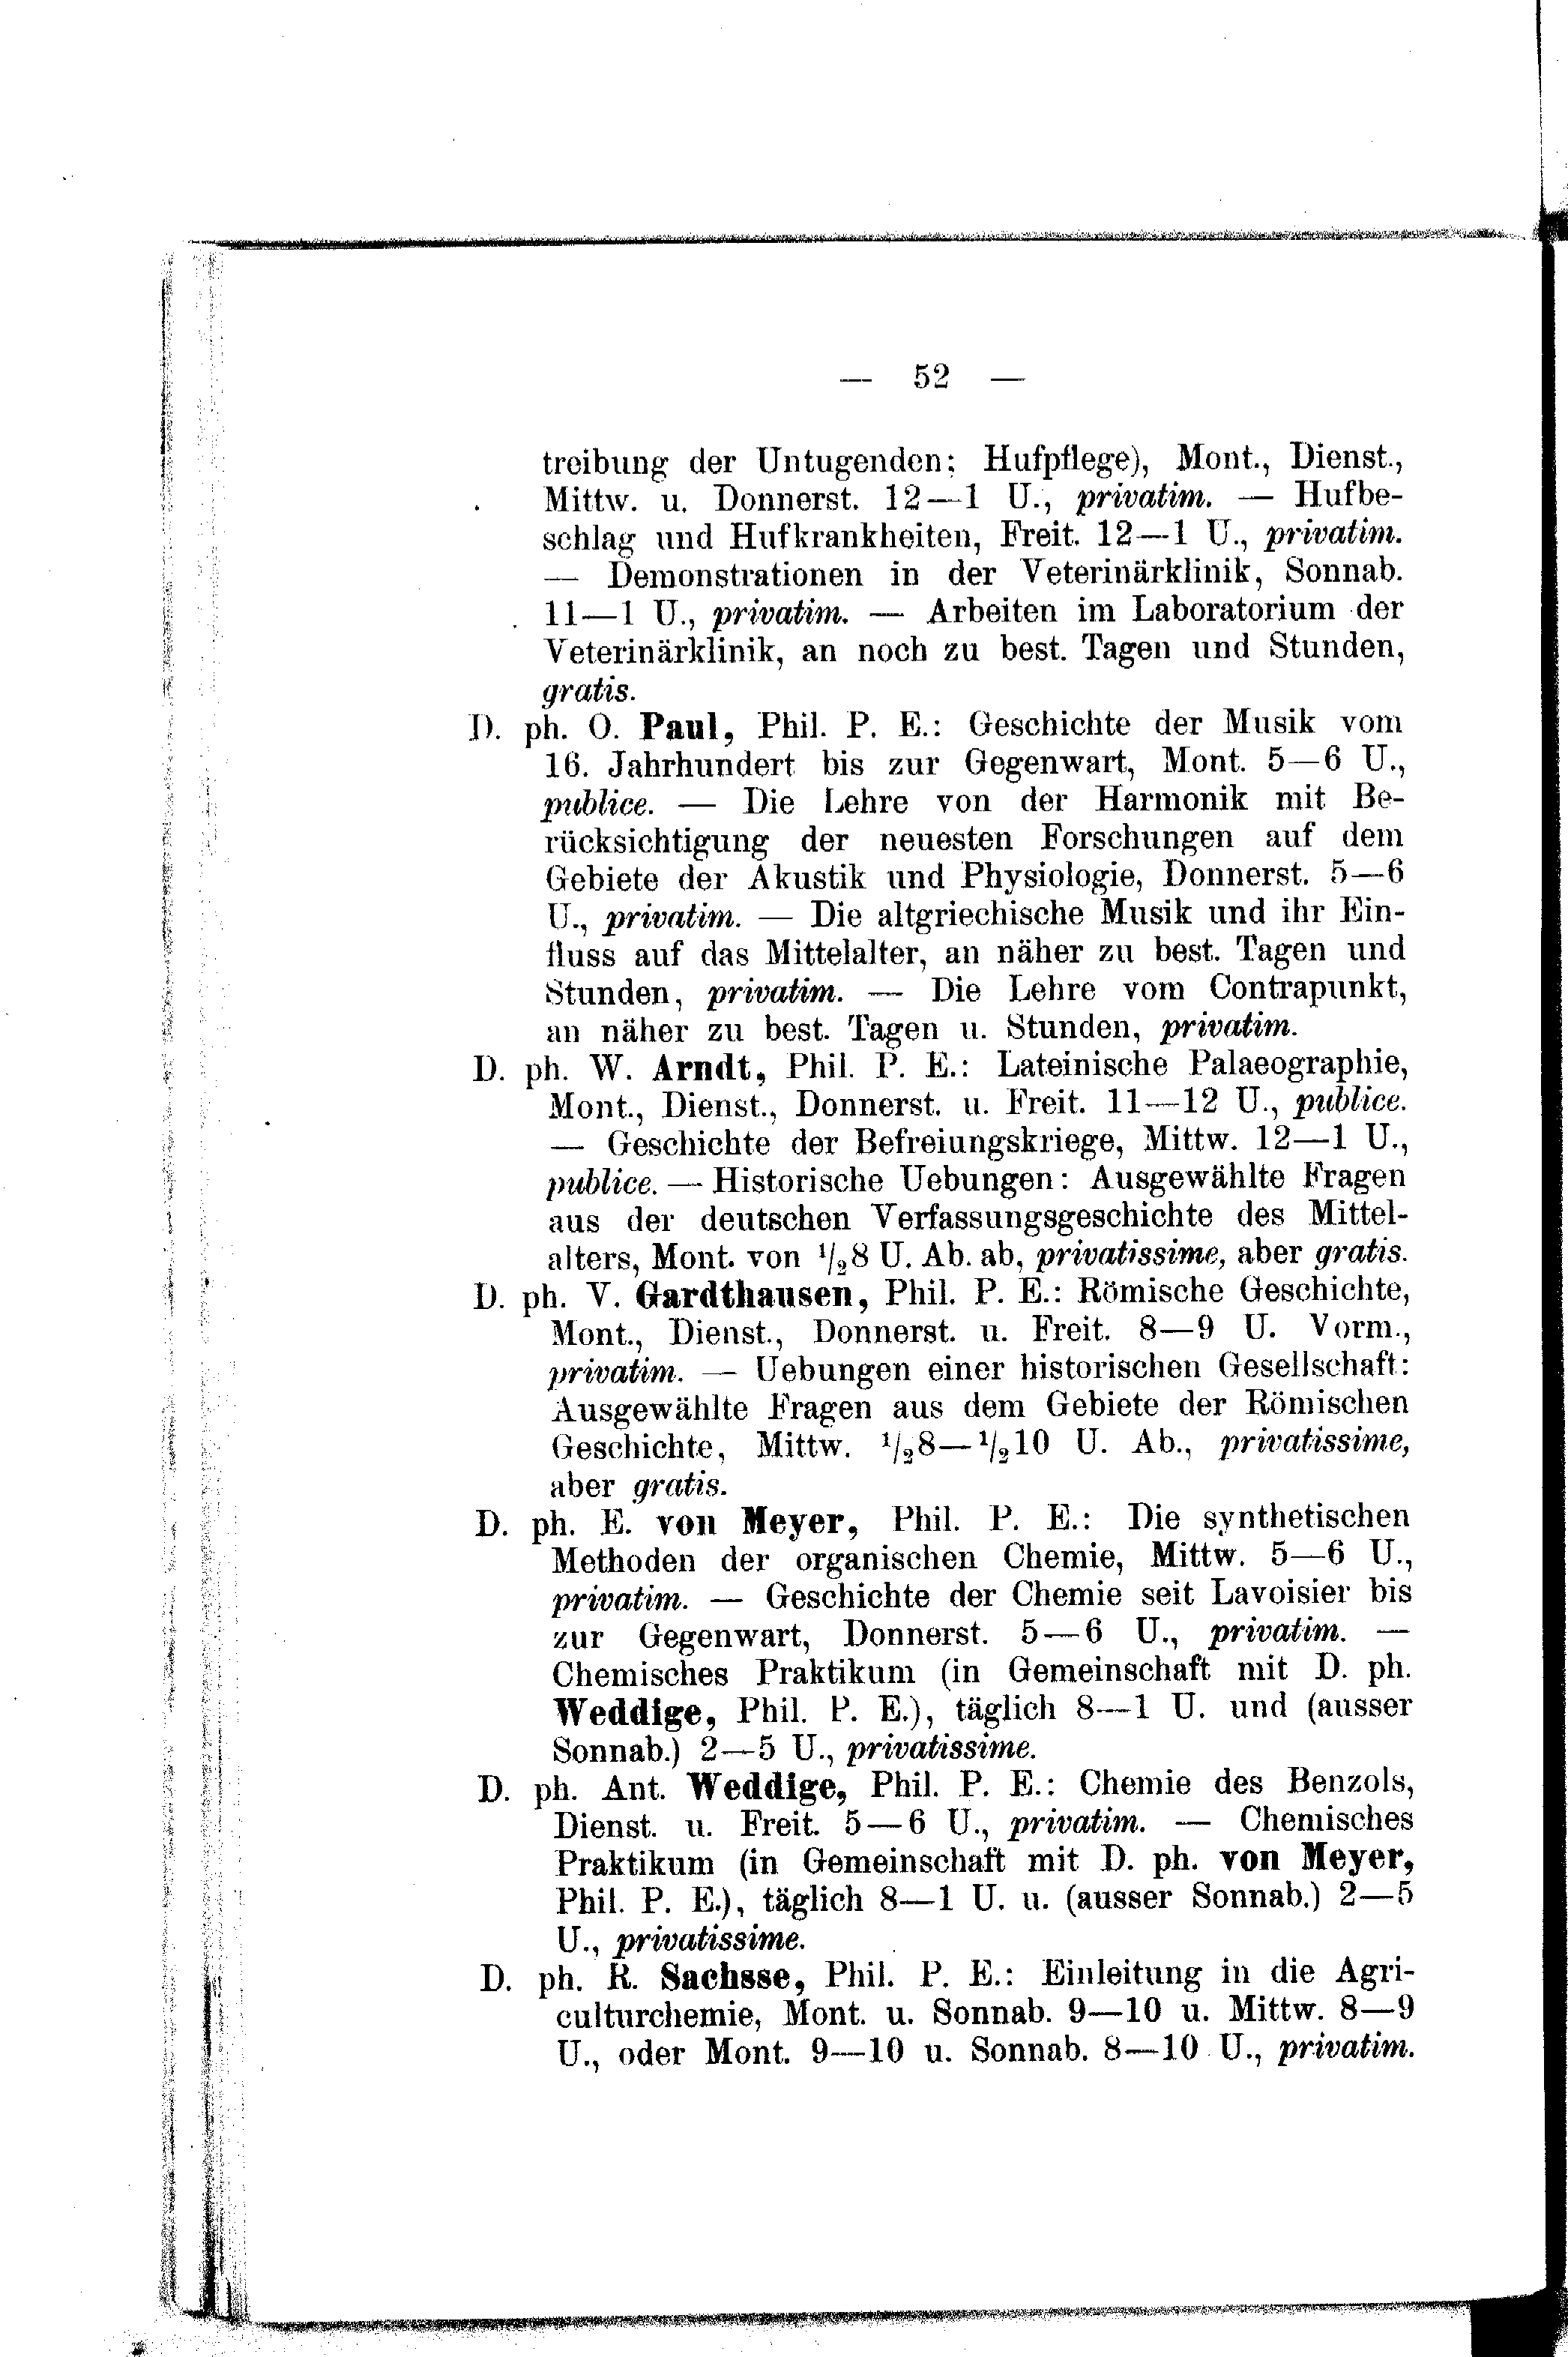 — 52 —
treibung der Untugenden; Hufpflege), Mont., Dienst.,
Mittw. u. Donnerst. 12—1 U., privatim. — Hufbe-
schlag und Hufkrankheiten, Freit. 12—1 U., privatim.
— Demonstrationen in der Veterinärklinik, Sonnab.
11—1 U., privatim. — Arbeiten im Laboratorium der
Veterinärklinik, an noch zu best. Tagen und Stunden,
gratis.
D. ph. O. Paul, Phil. P. E.: Geschichte der Musik vom
16. Jahrhundert bis zur Gegenwart, Mont. 5—6 U.,
publice. — Die Lehre von der Harmonik mit Be-
rücksichtigung der neuesten Forschungen auf dem
Gebiete der Akustik und Physiologie, Donnerst. 5—6
U., privatim. — Die altgriechische Musik und ihr Ein-
fluss auf das Mittelalter, an näher zu best. Tagen und
Stunden, privatim. — Die Lehre vom Contrapunkt,
an näher zu best. Tagen u. Stunden, privatim.
D. ph. W. Arndt, Phil. P. E.: Lateinische Palaeographie,
Mont., Dienst., Donnerst. u. Freit. 11—12 U., publice.
— Geschichte der Befreiungskriege, Mittw. 12—1 U.,
publice. — Historische Uebungen: Ausgewählte Fragen
aus der deutschen Verfassungsgeschichte des Mittel-
alters, Mont. von 1/28 U. Ab. ab, privatissime, aber gratis.
D. ph. V. Gardthausen, Phil. P. E.: Römische Geschichte,
Mont., Dienst., Donnerst. u. Freit. 8—9 U. Vorm.,
privatim. — Uebungen einer historischen Gesellschaft:
Ausgewählte Fragen aus dem Gebiete der Römischen
Geschichte, Mittw. 1/28—1/210 U. Ab., privatissime,
aber gratis.
D. ph. E. von Meyer, Phil. P. E.: Die synthetischen
Methoden der organischen Chemie, Mittw. 5—6 U.,
privatim. — Geschichte der Chemie seit Lavoisier bis
zur Gegenwart, Donnerst. 5—6 U., privatim. —
Chemisches Praktikum (in Gemeinschaft mit D. ph.
Weddige, Phil. P. E.), täglich 8—1 U. und (ausser
Sonnab.) 2—5 U., privatissime.
D. ph. Ant. Weddige, Phil. P. E.: Chemie des Benzols,
Dienst. u. Freit. 5—6 U., privatim. — Chemisches
Praktikum (in Gemeinschaft mit D. ph. von Meyer,
Phil. P. E.), täglich 8—1 U. u. (ausser Sonnab.) 2—5
U., privatissime.
D. ph. R. Sachsse, Phil. P. E.: Einleitung in die Agri-
culturchemie, Mont. u. Sonnab. 9—10 u. Mittw. 8—9
U., oder Mont. 9—10 u. Sonnab. 8—10 U., privatim.